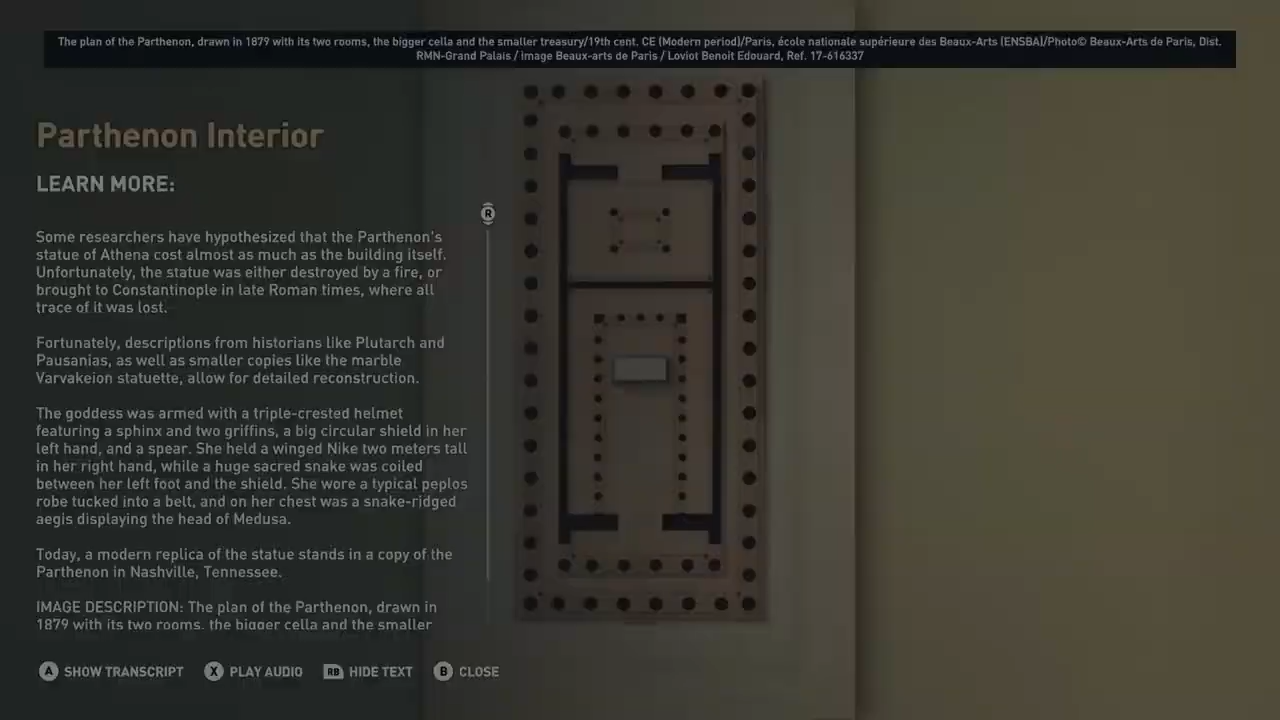 The plan of the Parthenon, drawn in 1879 with its two rooms, the bigger cella and the smaller treasury/19th cent. CE (Modern period)/Paris, école nationale supérieure des Beaux-Arts (ENSBA)/Photo© Beaux-Arts de Paris, Dist.
RMN-Grand Palais / image Beaux-arts de Paris / Loviot Benoit Edouard, Ref. 17-616337
Parthenon Interior
LEARN MORE:
R
Some researchers have hypothesized that the Parthenon's
statue of Athena cost almost as much as the building itself.
Unfortunately, the statue was either destroyed by a fire, or
brought to Constantinople in late Roman times, where all
trace of it was lost.
Fortunately, descriptions from historians like Plutarch and
Pausanias, as well as smaller copies like the marble
Varvakeion statuette, allow for detailed reconstruction.
The goddess was armed with a triple-crested helmet
featuring a sphinx and two griffins, a big circular shield in her
left hand, and a spear. She held a winged Nike two meters tall
in her right hand, while a huge sacred snake was coiled
between her left foot and the shield. She wore a typical peplos
robe tucked into a belt, and on her chest was a snake-ridged
aegis displaying the head of Medusa.
Today, a modern replica of the statue stands in a copy of the
Parthenon in Nashville, Tennessee.
IMAGE DESCRIPTION: The plan of the Parthenon, drawn in
1879 with its two rooms, the bigger cella and the smaller
A SHOW TRANSCRIPT X PLAY AUDIO RB HIDE TEXT B CLOSE